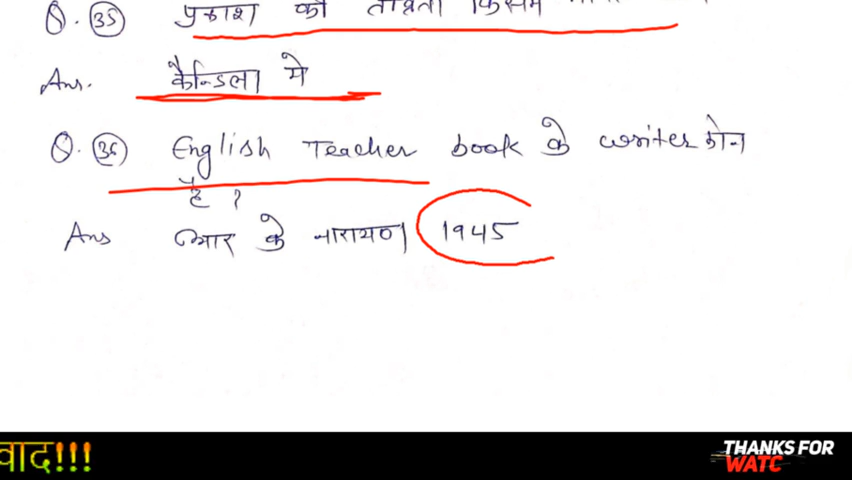 Q. 35 प्रकाश की तीव्रता किसमें
Ans. कैन्डिला मे
Q. 36 English Teacher book के writer कौन
है ?
Ans आर के नारायण 1945
वाद!!!
THANKS FOR
WATC